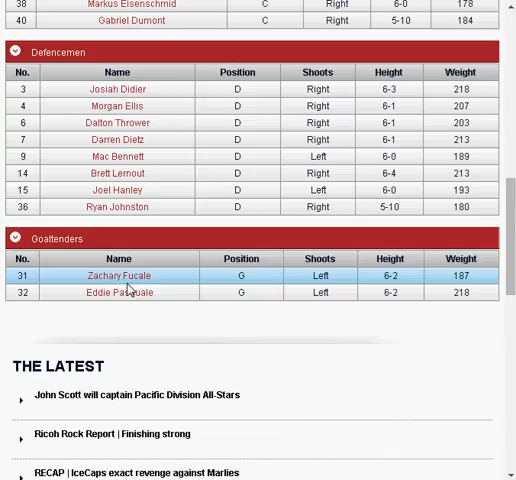 38 Markus Eisenschmid C Right 6-0 178
40 Gabriel Dumont C Right 5-10 184
Defencemen
No. Name Position Shoots Height Weight
3 Josiah Didier D Right 6-3 218
4 Morgan Ellis D Right 6-1 207
6 Dalton Thrower D Right 6-1 203
7 Darren Dietz D Right 6-1 213
9 Mac Bennett D Left 6-0 189
14 Brett Lernout D Right 6-4 213
15 Joel Hanley D Left 6-0 193
36 Ryan Johnston D Right 5-10 180
Goaltenders
No. Name Position Shoots Height Weight
31 Zachary Fucale G Left 6-2 187
32 Eddie Pasquale G Left 6-2 218
THE LATEST
John Scott will captain Pacific Division All-Stars
Ricoh Rock Report | Finishing strong
RECAP | IceCaps exact revenge against Marlies